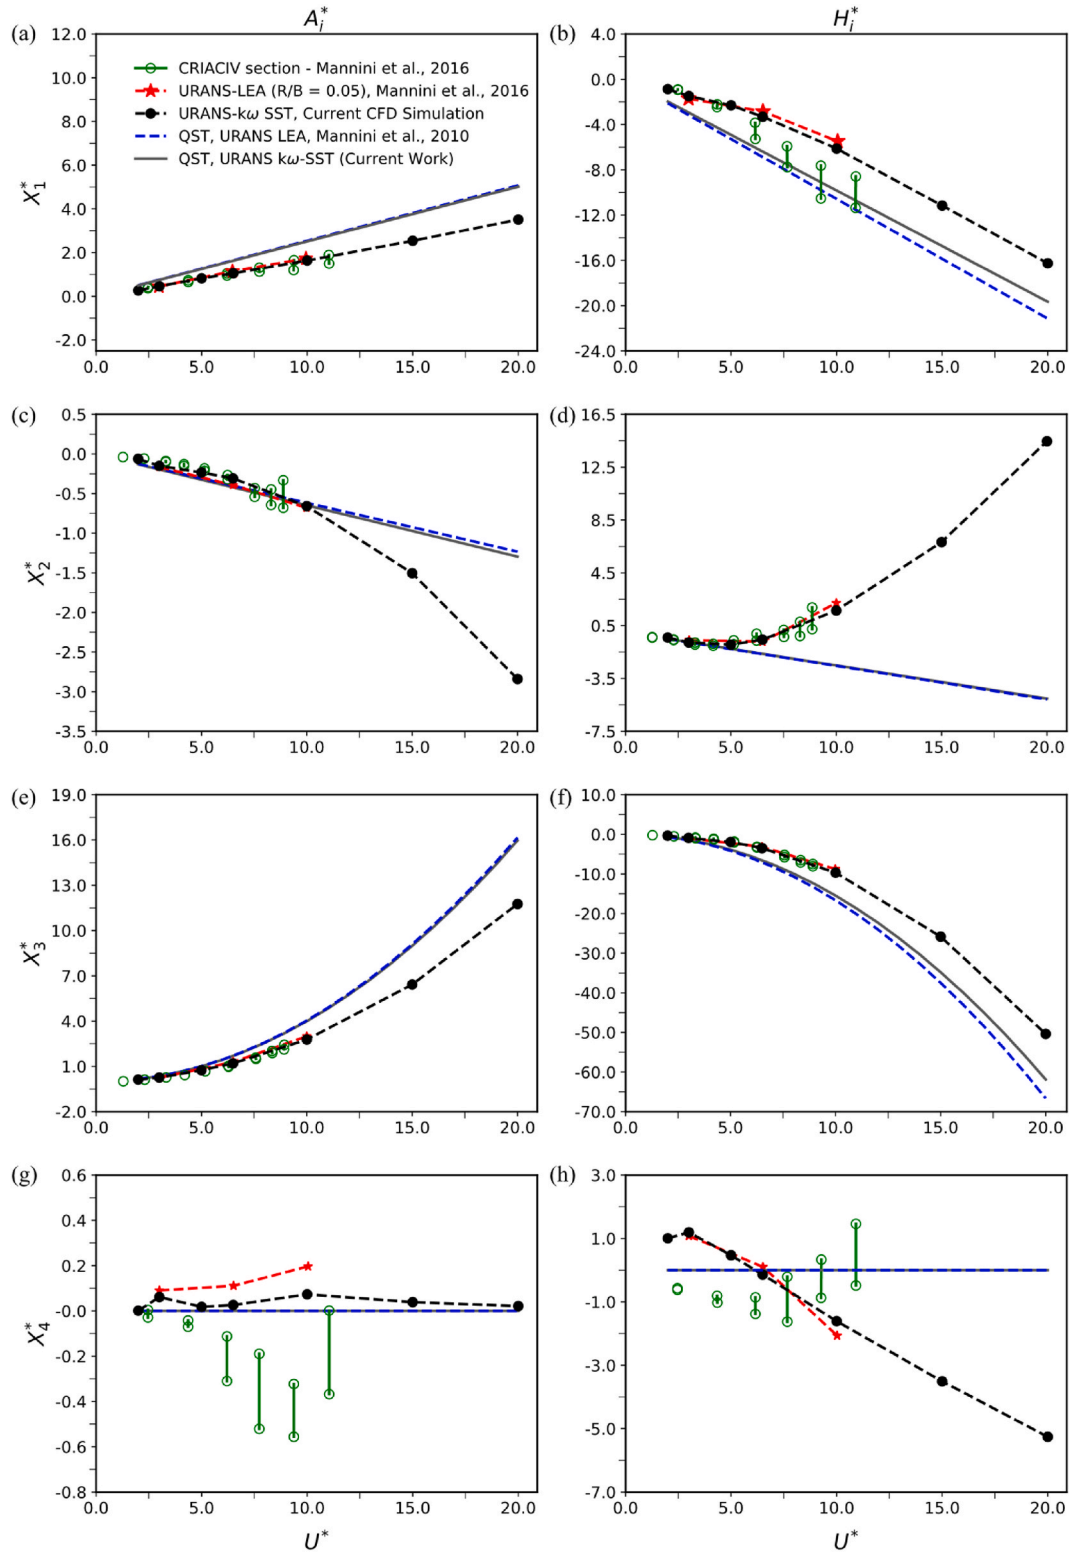 (a)
A*i
12.0
10.0
8.0
6.0
4.0
2.0
0.0
-2.0
X*1
CRIACIV section - Mannini et al., 2016
URANS-LEA (R/B = 0.05), Mannini et al., 2016
URANS-kω SST, Current CFD Simulation
QST, URANS LEA, Mannini et al., 2010
QST, URANS kω-SST (Current Work)
0.0 5.0 10.0 15.0 20.0
(b)
H*i
4.0
0.0
-4.0
-8.0
-12.0
-16.0
-20.0
-24.0
0.0 5.0 10.0 15.0 20.0
(c)
0.5
0.0
-0.5
-1.0
-1.5
-2.0
-2.5
-3.0
-3.5
X*2
0.0 5.0 10.0 15.0 20.0
(d)
16.5
12.5
8.5
4.5
0.5
-3.5
-7.5
0.0 5.0 10.0 15.0 20.0
(e)
19.0
16.0
13.0
10.0
7.0
4.0
1.0
-2.0
X*3
0.0 5.0 10.0 15.0 20.0
(f)
10.0
0.0
-10.0
-20.0
-30.0
-40.0
-50.0
-60.0
-70.0
0.0 5.0 10.0 15.0 20.0
(g)
0.6
0.4
0.2
-0.0
-0.2
-0.4
-0.6
-0.8
X*4
0.0 5.0 10.0 15.0 20.0
U*
(h)
3.0
1.0
-1.0
-3.0
-5.0
-7.0
0.0 5.0 10.0 15.0 20.0
U*